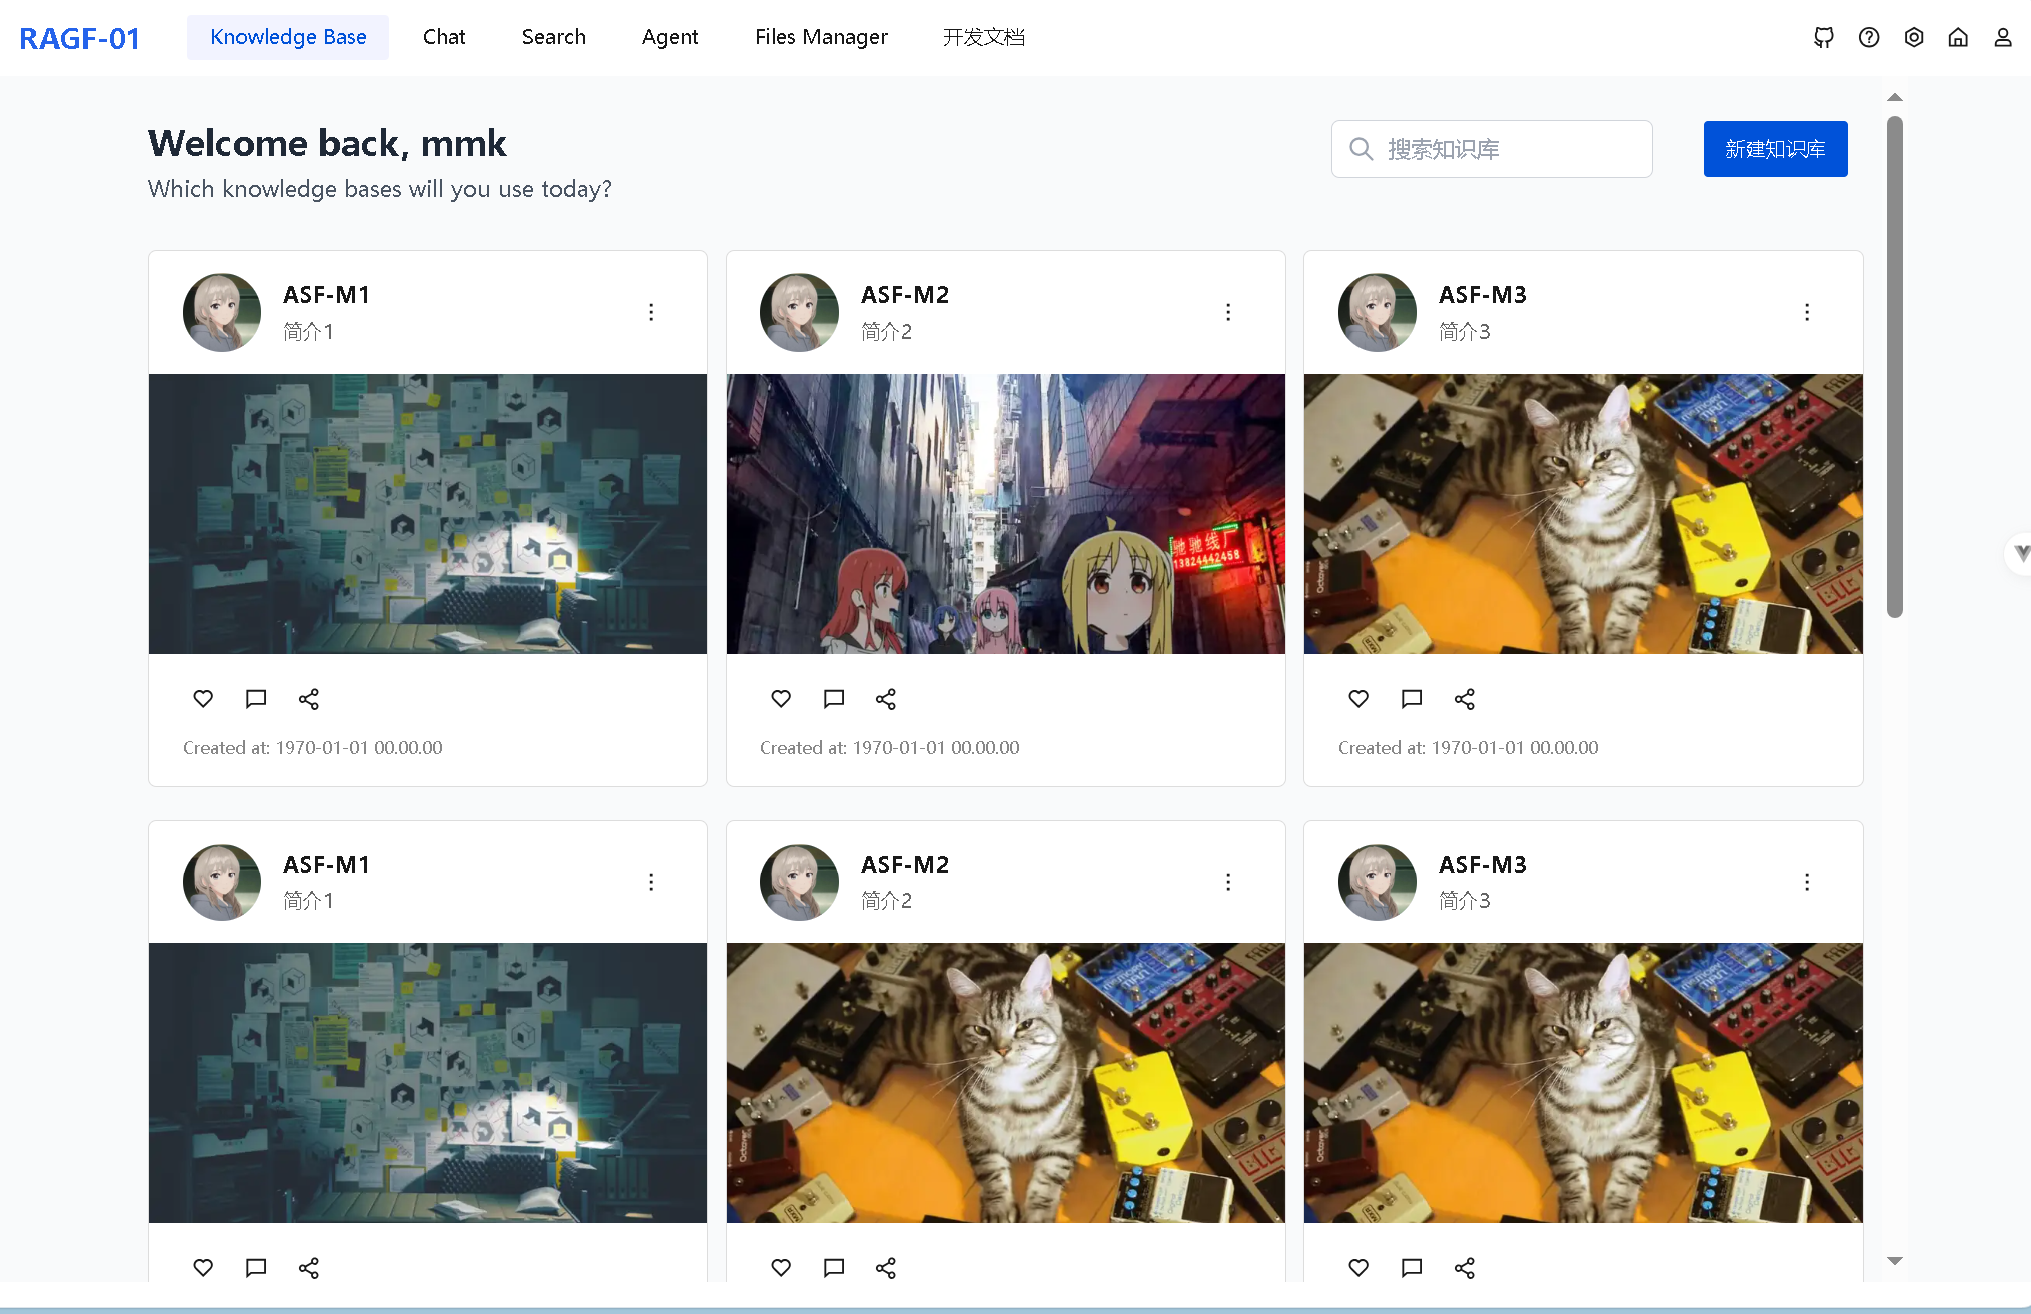 RAGF-01
Knowledge Base
Chat
Search
Agent
Files Manager
开发文档
Welcome back, mmk
Which knowledge bases will you use today?
搜索知识库
新建知识库
ASF-M1
简介1
ASF-M2
简介2
ASF-M3
简介3
驰驰线厂
13824442458
Created at: 1970-01-01 00.00.00
Created at: 1970-01-01 00.00.00
Created at: 1970-01-01 00.00.00
ASF-M1
简介1
ASF-M2
简介2
ASF-M3
简介3